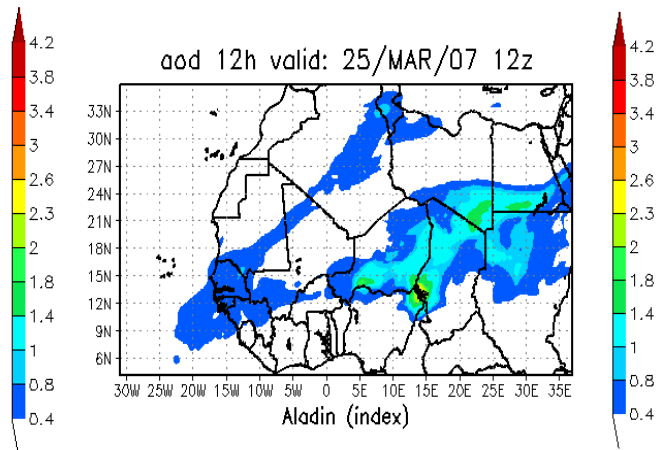 aod 12h valid: 25/MAR/07 12z
4.2
3.8
3.4
3
2.6
2.3
2
1.8
1.4
1
0.8
0.4
33N
30N
27N
24N
21N
18N
15N
12N
9N
6N
30W 25W 20W 15W 10W 5W 0 5E 10E 15E 20E 25E 30E 35E
Aladin (index)
4.2
3.8
3.4
3
2.6
2.3
2
1.8
1.4
1
0.8
0.4